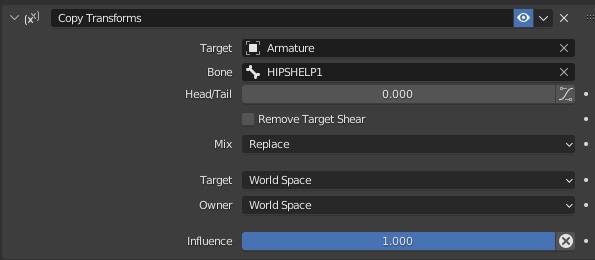 Copy Transforms
Target Armature
Bone HIPSHELP1
Head/Tail 0.000
Remove Target Shear
Mix Replace
Target World Space
Owner World Space
Influence 1.000